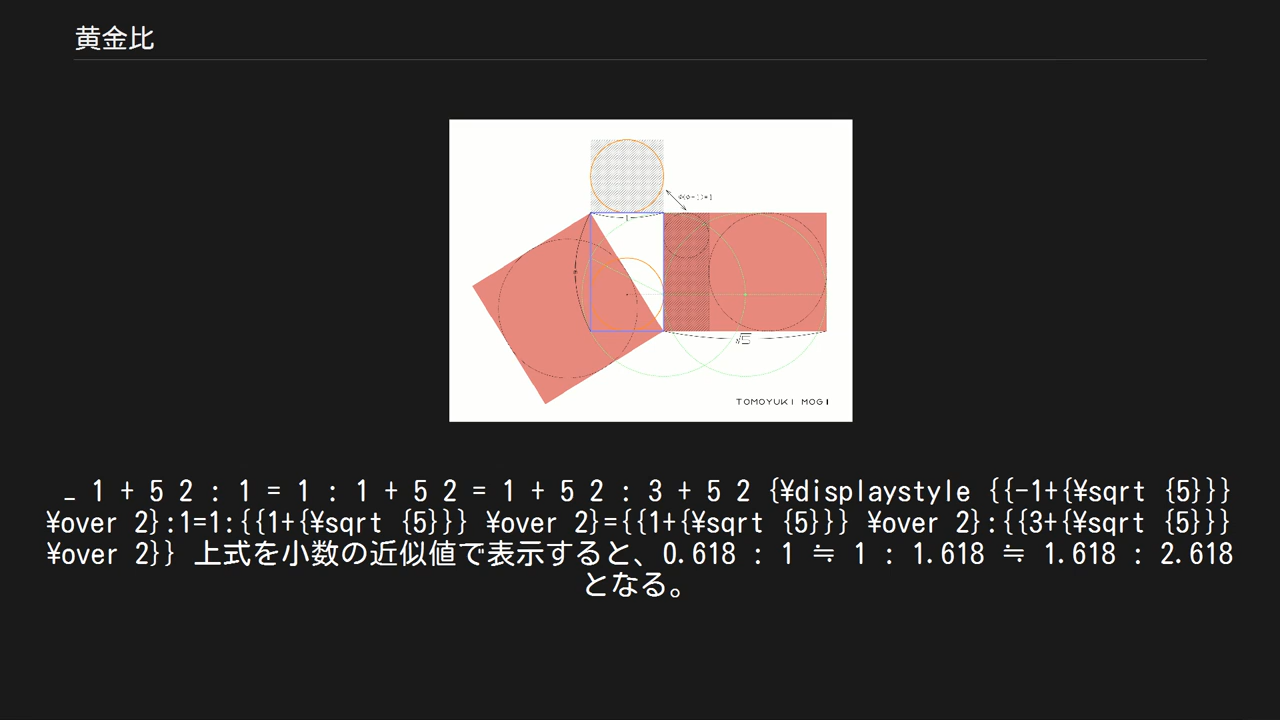 黄金比
1
√5
TOMOYUKI MOGI
− 1 + 5 2 : 1 = 1 : 1 + 5 2 = 1 + 5 2 : 3 + 5 2 {¥displaystyle {{-1+{¥sqrt {5}}}
¥over 2}:1=1:{{1+{¥sqrt {5}}} ¥over 2}={{1+{¥sqrt {5}}} ¥over 2}:{{3+{¥sqrt {5}}}
¥over 2}} 上式を小数の近似値で表示すると、0.618 : 1 ≒ 1 : 1.618 ≒ 1.618 : 2.618
となる。